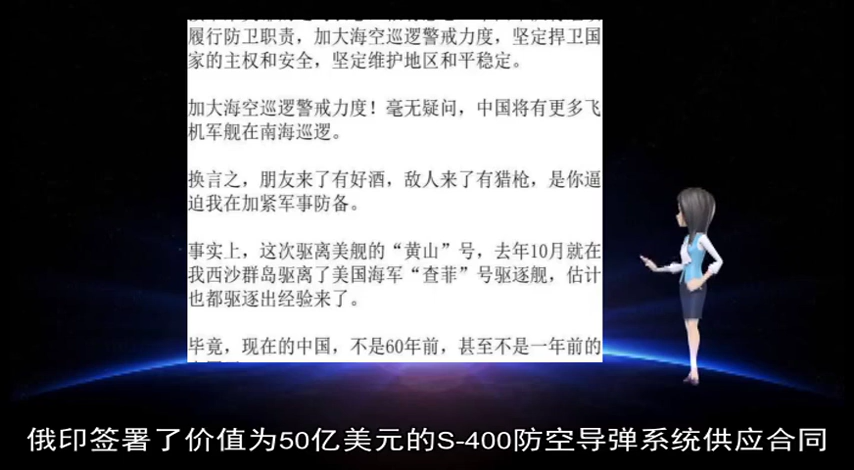 履行防卫职责，加大海空巡逻警戒力度，坚定捍卫国
家的主权和安全，坚定维护地区和平稳定。
加大海空巡逻警戒力度！毫无疑问，中国将有更多飞
机军舰在南海巡逻。
换言之，朋友来了有好酒，敌人来了有猎枪，是你逼
迫我在加紧军事防备。
事实上，这次驱离美舰的“黄山”号，去年10月就在
我西沙群岛驱离了美国海军“查菲”号驱逐舰，估计
也都驱逐出经验来了。
毕竟，现在的中国，不是60年前，甚至不是一年前的
俄印签署了价值为50亿美元的S-400防空导弹系统供应合同